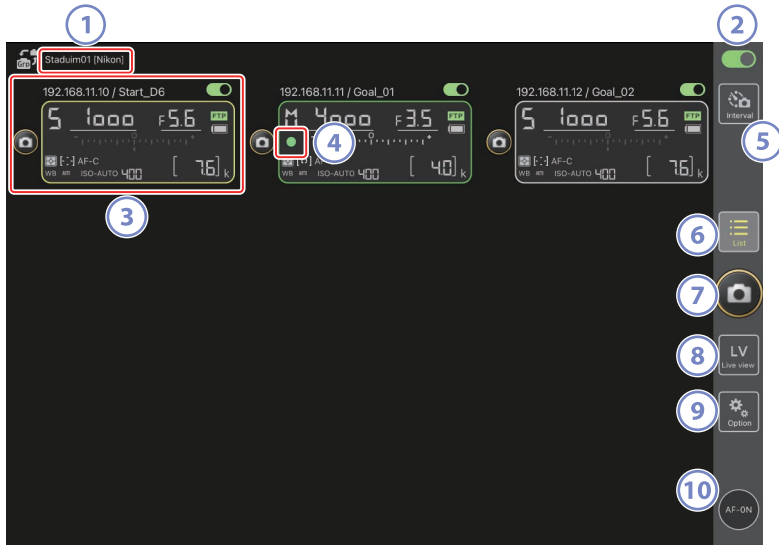 1
2
Grp
Staduim01 [Nikon]
192.168.11.10 / Start_D6
192.168.11.11 / Goal_01
192.168.11.12 / Goal_02
S 1000 F5.6 FTP
M 4000 F3.5 FTP
S 1000 F5.6 FTP
Interval
4
5
AF-C
AF-C
WB ISO-AUTO 400 [ 7.6] k
WB ISO-AUTO 400 [ 4.0] k
WB ISO-AUTO 400 [ 7.6] k
3
6
List
7
8
LV
Live view
9
Option
10
AF-ON